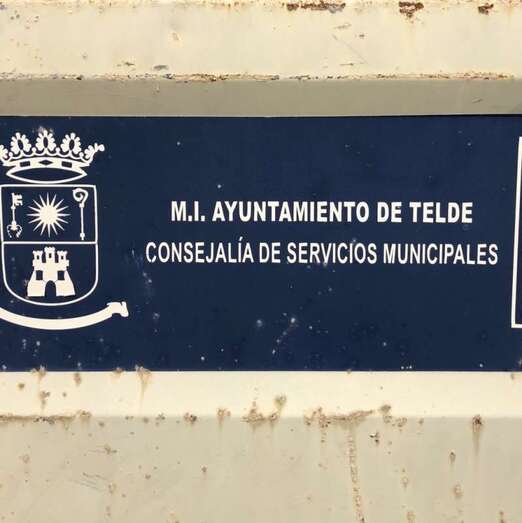 M.I. AYUNTAMIENTO DE TELDE
CONSEJALÍA DE SERVICIOS MUNICIPALES